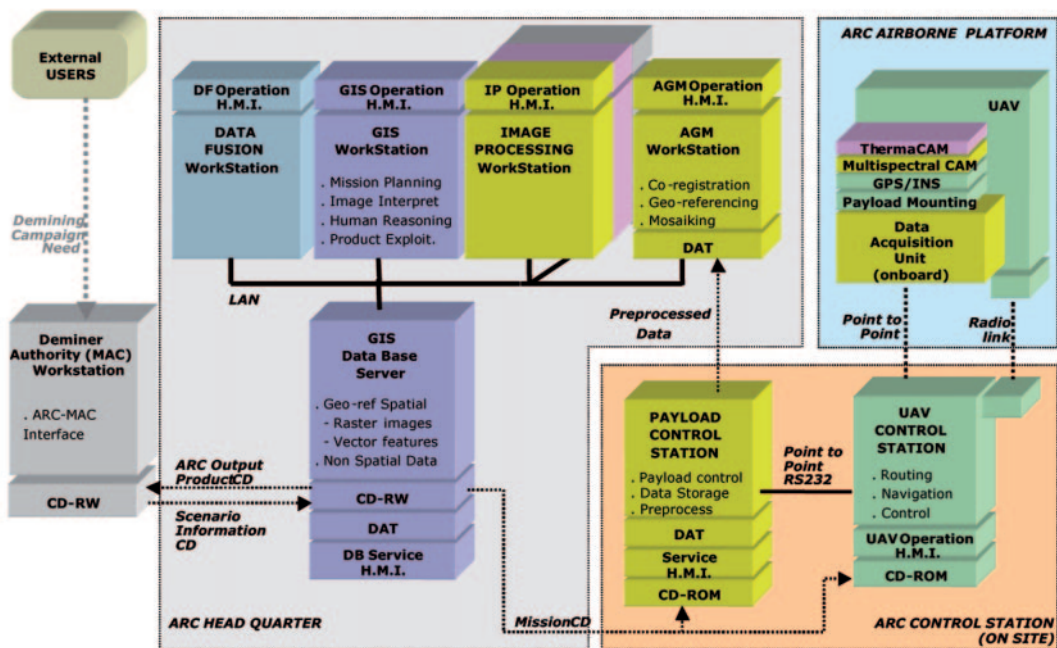 External
USERS
Demining
Campaign
Need
Deminer
Authority (MAC)
Workstation
. ARC-MAC
Interface
CD-RW
DF Operation
H.M.I.
DATA
FUSION
WorkStation
GIS Operation
H.M.I.
GIS
WorkStation
. Mission Planning
. Image Interpret
. Human Reasoning
. Product Exploit.
IP Operation
H.M.I.
IMAGE
PROCESSING
WorkStation
AGM Operation
H.M.I.
AGM
WorkStation
. Co-registration
. Geo-referencing
. Mosaiking
DAT
LAN
GIS
Data Base
Server
. Geo-ref Spatial
- Raster images
- Vector features
. Non Spatial Data
CD-RW
DAT
DB Service
H.M.I.
ARC Output
ProductCD
Scenario
Information
CD
ARC HEAD QUARTER
MissionCD
Preprocessed
Data
ARC AIRBORNE PLATFORM
UAV
ThermaCAM
Multispectral CAM
GPS/INS
Payload Mounting
Data
Acquisition
Unit
(onboard)
Point to
Point
Radio
link
PAYLOAD
CONTROL
STATION
. Payload control
. Data Storage
. Preprocess
DAT
Service
H.M.I.
CD-ROM
Point to
Point
RS232
UAV
CONTROL
STATION
. Routing
. Navigation
. Control
UAV Operation
H.M.I.
CD-ROM
ARC CONTROL STATION
(ON SITE)